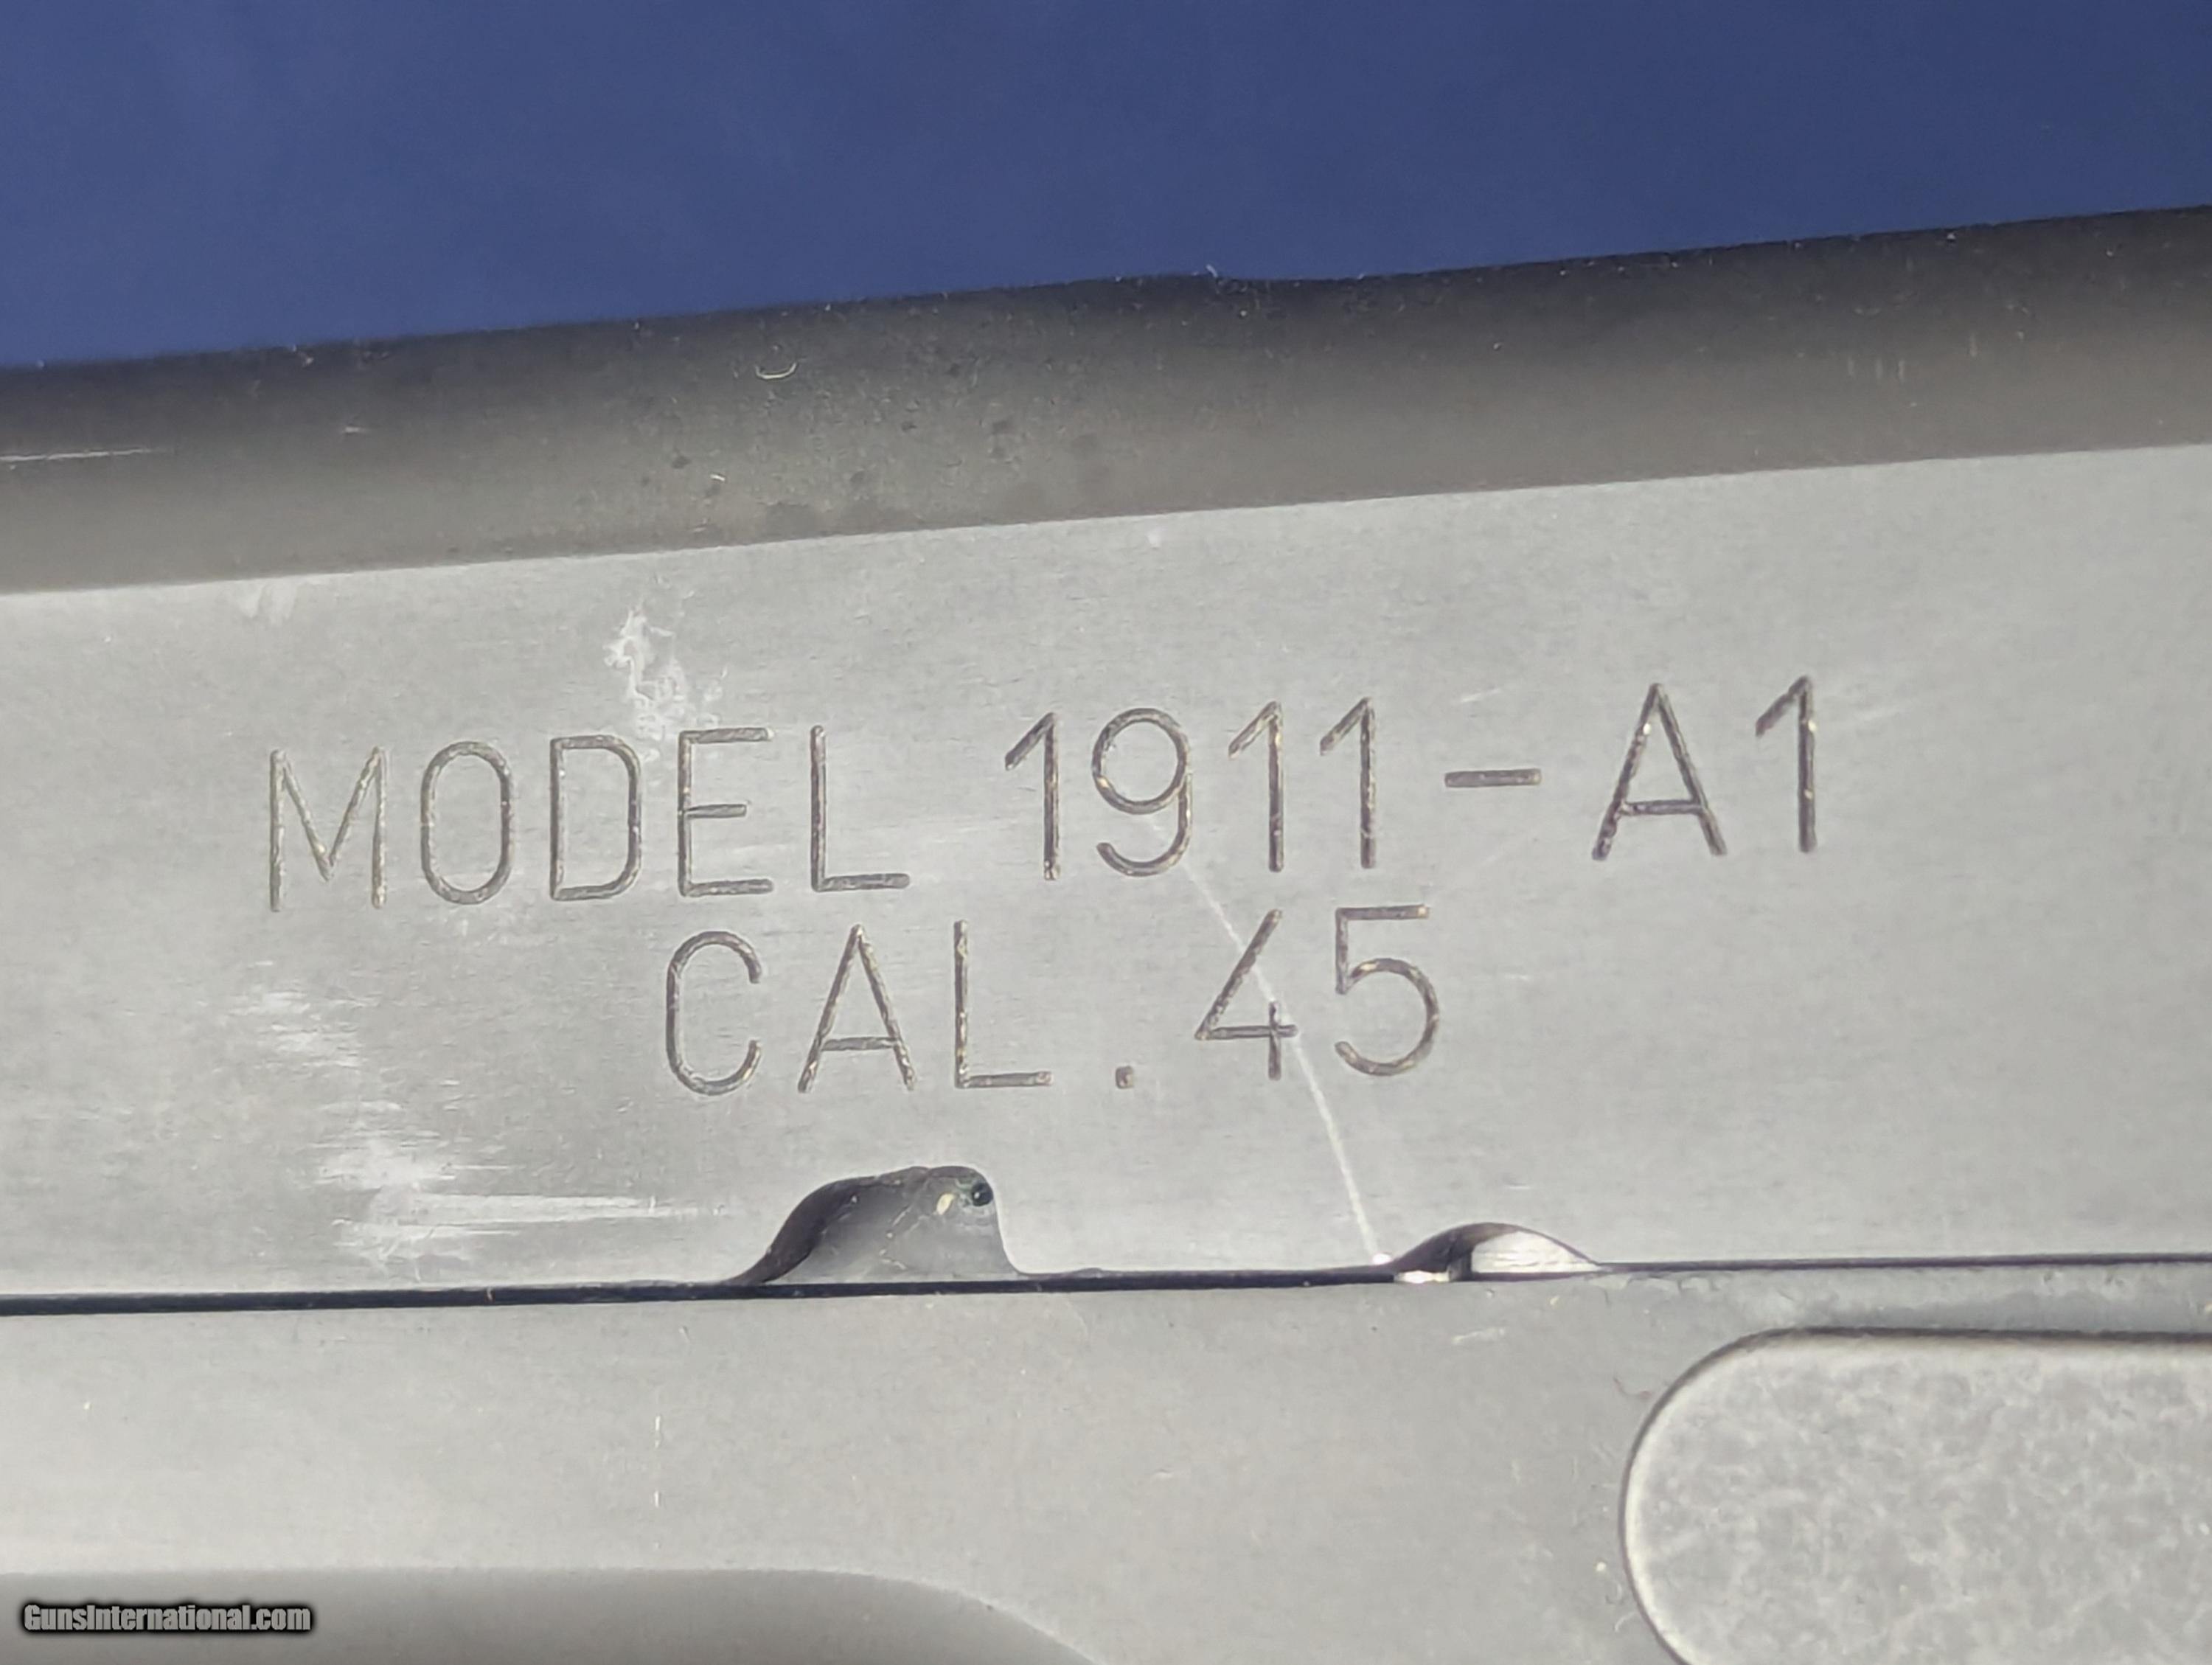 MODEL 1911-A1
CAL. 45
GunsInternational.com